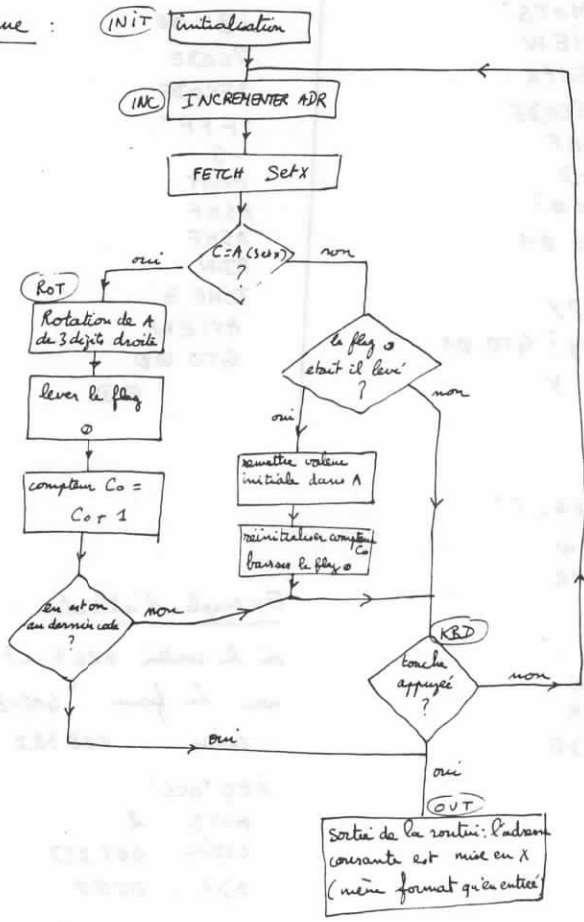 ue :
INIT
initialisation
INC
INCREMENTER ADR
FETCH SetX
C=A(SetX)
?
oui
non
ROT
Rotation de A
de 3 digits droite
lever le flag
0
compteur Co =
Co + 1
en est on
au dernier code
?
non
oui
le flag 0
etait il levé
?
oui
non
remettre valeur
initiale dans A
réinitialiser compteur
Co
baisser le flag 0
KBD
touche
appuyée
?
non
oui
OUT
Sortie de la routine: l'adresse
courante est mise en X
(même format qu'en entrée)